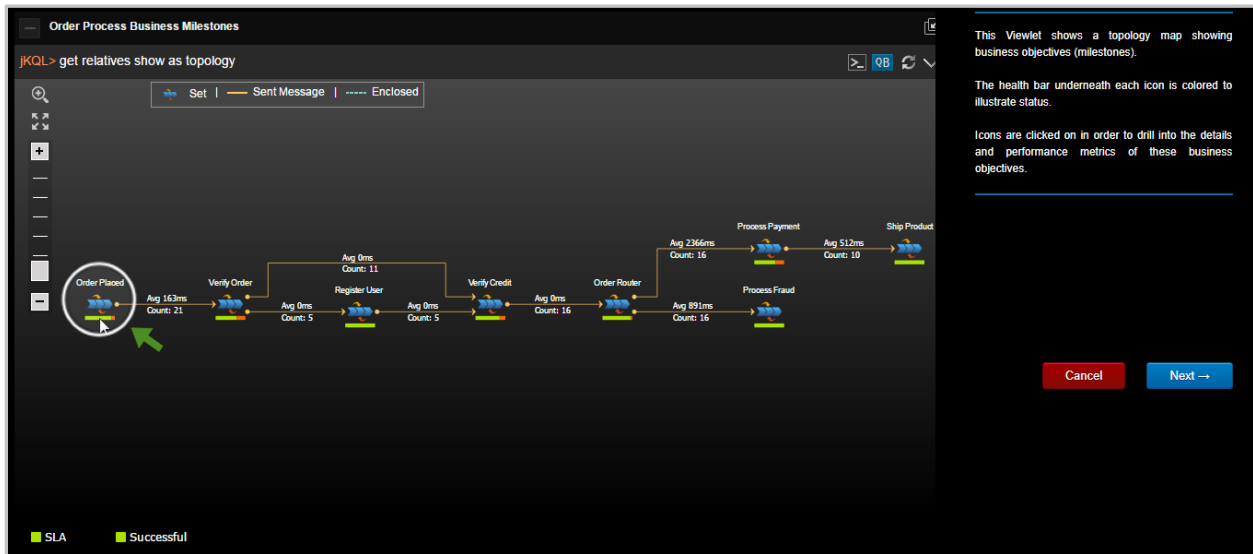 Order Process Business Milestones
jKQL> get relatives show as topology
>_ QB
Set | Sent Message | Enclosed
This Viewlet shows a topology map showing
business objectives (milestones).
The health bar underneath each icon is colored to
illustrate status.
Icons are clicked on in order to drill into the details
and performance metrics of these business
objectives.
Process Payment
Ship Product
Avg 2366ms
Count: 16
Avg 512ms
Count: 10
Avg 0ms
Count: 11
Order Placed
Verify Order
Register User
Verify Credit
Order Router
Process Fraud
Avg 163ms
Count: 21
Avg 0ms
Count: 5
Avg 0ms
Count: 5
Avg 0ms
Count: 16
Avg 891ms
Count: 16
Cancel
Next →
SLA
Successful